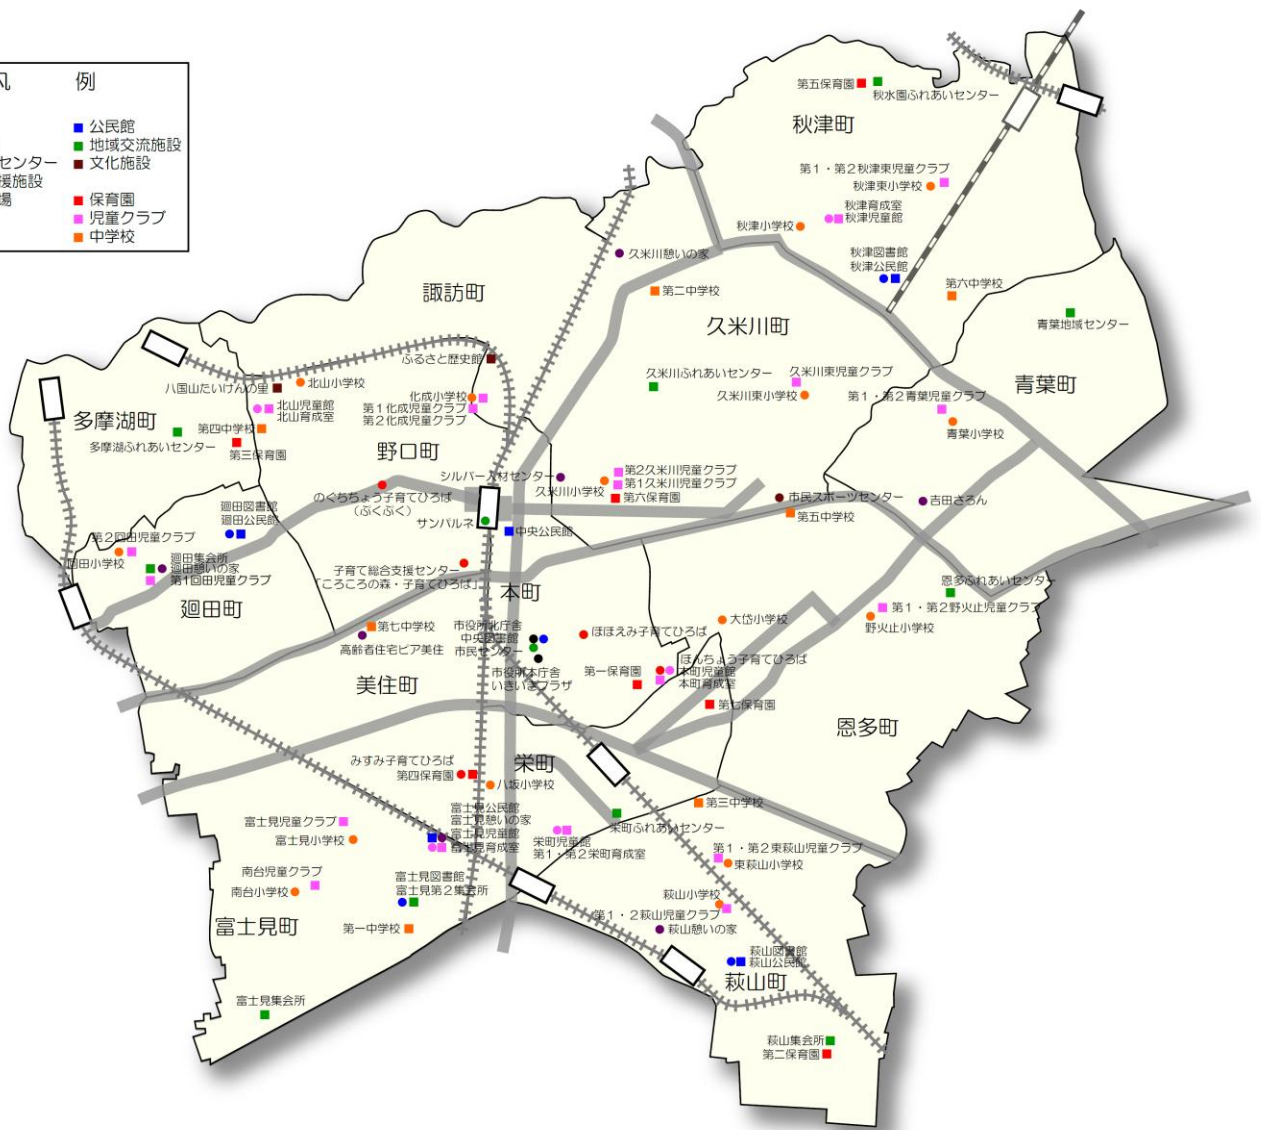 凡　例
公民館
地域交流施設
センター
文化施設
援施設
場
保育園
児童クラブ
中学校
第五保育園
秋水園ふれあいセンター
秋津町
第１・第２秋津東児童クラブ
秋津東小学校
秋津育成室
秋津児童館
秋津小学校
秋津図書館
秋津公民館
久米川憩いの家
第二中学校
第六中学校
諏訪町
久米川町
青葉地域センター
ふるさと歴史館
八国山たいけんの里
北山小学校
久米川ふれあいセンター
久米川東児童クラブ
久米川東小学校
青葉町
第１・第２青葉児童クラブ
青葉小学校
化成小学校
第１化成児童クラブ
第２化成児童クラブ
北山児童館
北山育成室
多摩湖町
第四中学校
多摩湖ふれあいセンター
第三保育園
野口町
シルバー人材センター
久米川小学校
第２久米川児童クラブ
第１久米川児童クラブ
第六保育園
のぐちちょう子育てひろば
（ぷくぷく）
サンパルネ
中央公民館
市民スポーツセンター
第五中学校
吉田さろん
廻田図書館
廻田公民館
第２回田児童クラブ
回田小学校
廻田集会所
廻田憩いの家
第１回田児童クラブ
廻田町
子育て総合支援センター
「ころころの森・子育てひろば」
本町
恩多ふれあいセンター
第１・第２野火止児童クラブ
野火止小学校
大岱小学校
第七中学校
高齢者住宅ピア美住
市役所北庁舎
中央図書館
市民センター
市役所本庁舎
いきいきプラザ
ほほえみ子育てひろば
第一保育園
ほんちょう子育てひろば
本町児童館
本町育成室
第七保育園
美住町
恩多町
みすみ子育てひろば
第四保育園
八坂小学校
栄町
第三中学校
栄町ふれあいセンター
富士見公民館
富士見憩いの家
富士見児童館
富士見育成室
富士見児童クラブ
富士見小学校
栄町児童館
第１・第２栄町育成室
第１・第２東萩山児童クラブ
東萩山小学校
南台児童クラブ
南台小学校
富士見図書館
富士見第２集会所
萩山小学校
第１・２萩山児童クラブ
萩山憩いの家
富士見町
第一中学校
萩山図書館
萩山公民館
萩山町
富士見集会所
萩山集会所
第二保育園